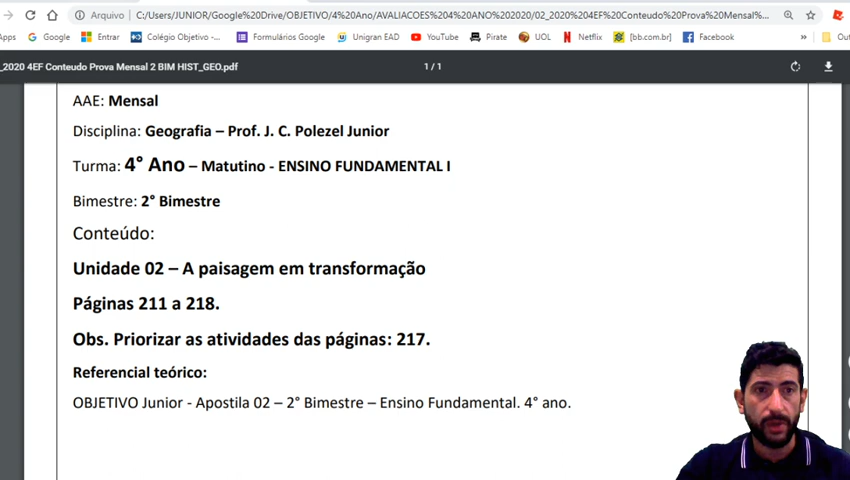 Arquivo C:/Users/JUNIOR/Google%20Drive/OBJETIVO/4%20Ano/AVALIACOES%204%20ANO%202020/02_2020%204EF%20Conteudo%20Prova%20Mensal%...
Apps Google Entrar Colégio Objetivo -... Formulários Google Unigran EAD YouTube Pirate UOL Netflix [bb.com.br] Facebook » Out
_2020 4EF Conteudo Prova Mensal 2 BIM HIST_GEO.pdf 1 / 1
AAE: Mensal
Disciplina: Geografia – Prof. J. C. Polezel Junior
Turma: 4° Ano – Matutino - ENSINO FUNDAMENTAL I
Bimestre: 2° Bimestre
Conteúdo:
Unidade 02 – A paisagem em transformação
Páginas 211 a 218.
Obs. Priorizar as atividades das páginas: 217.
Referencial teórico:
OBJETIVO Junior - Apostila 02 – 2° Bimestre – Ensino Fundamental. 4° ano.